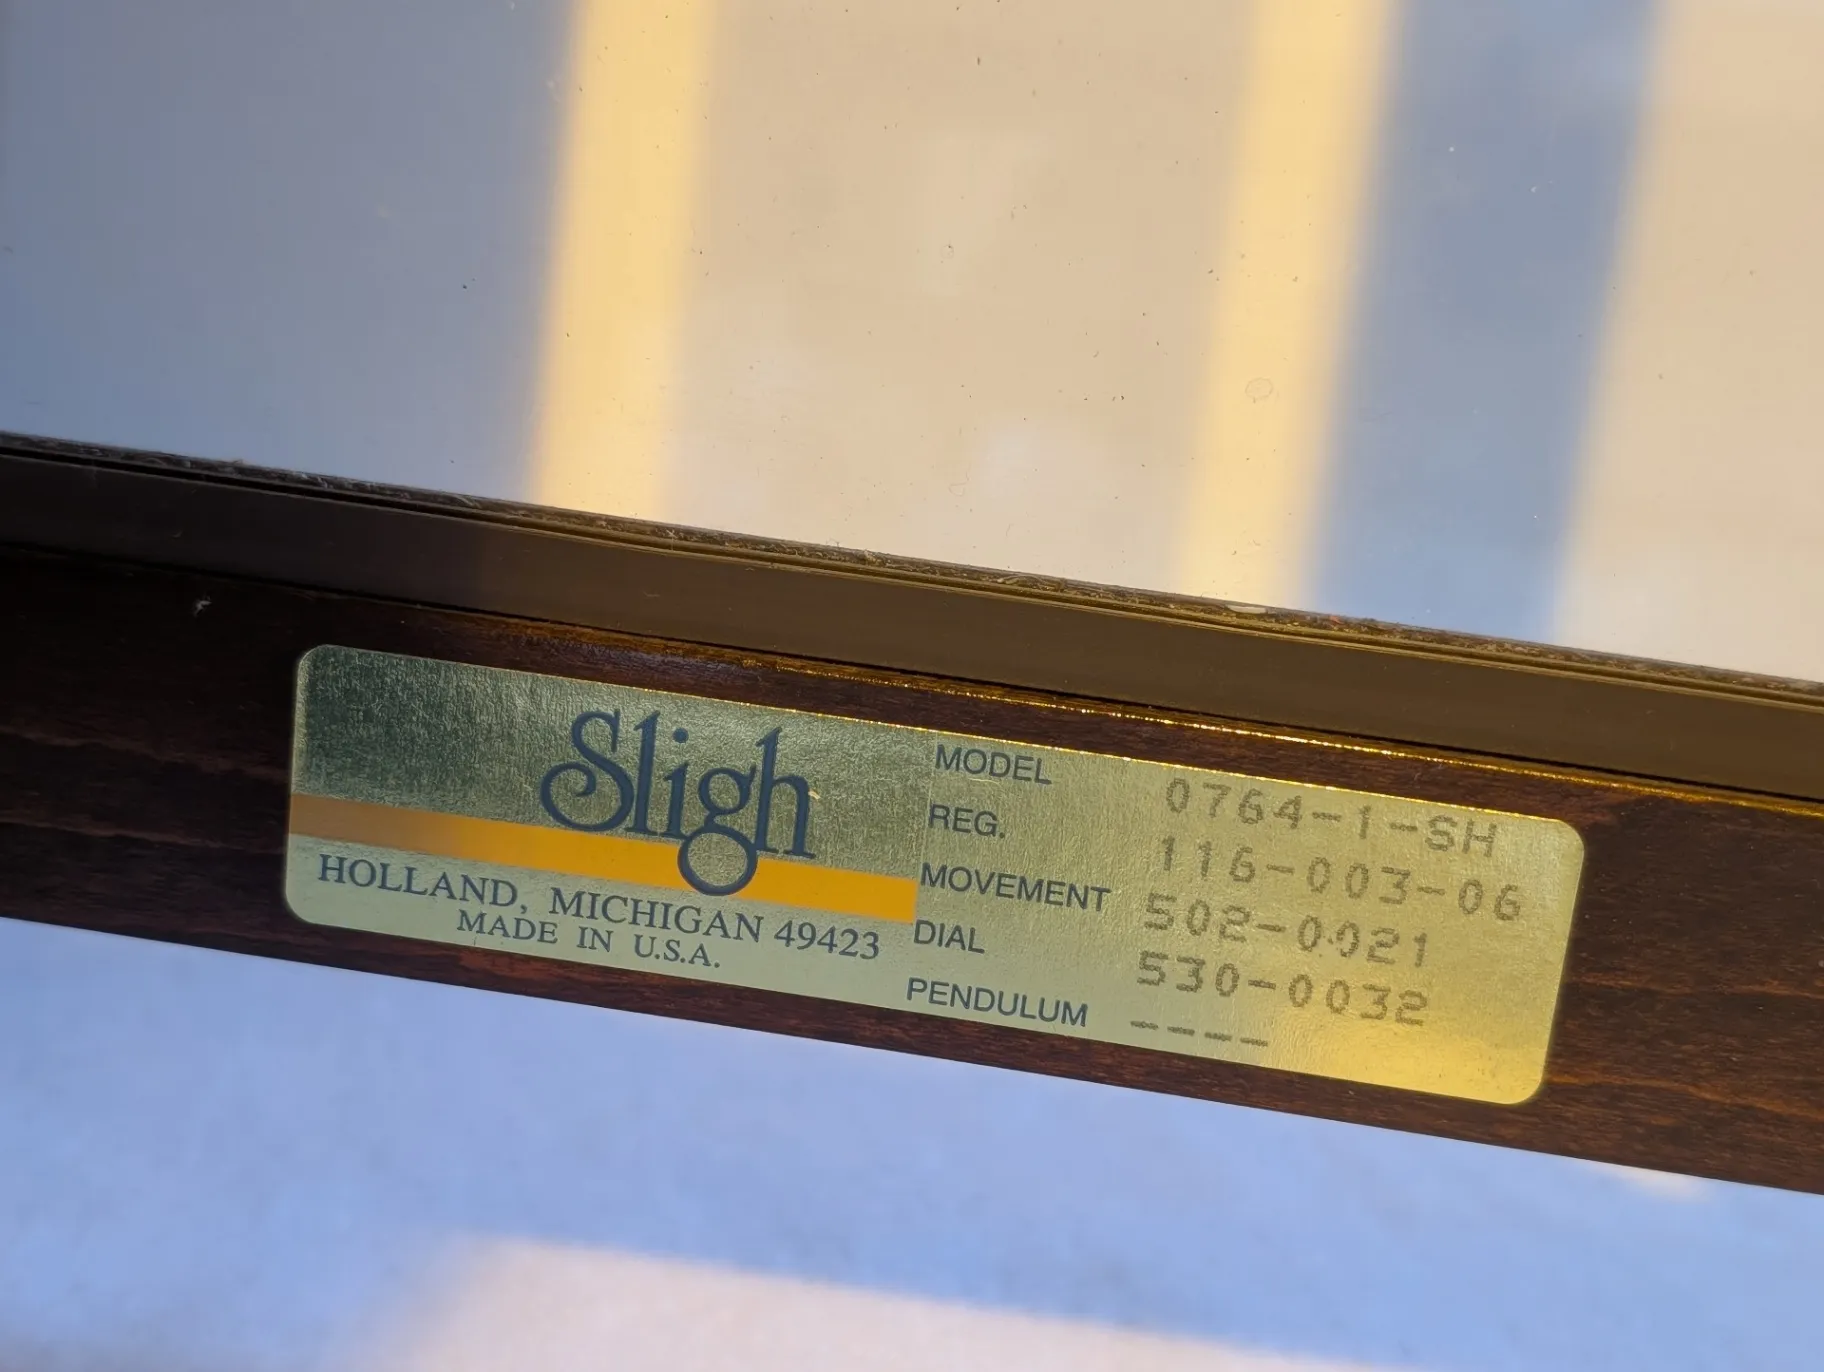 Sligh
HOLLAND, MICHIGAN 49423
MADE IN U.S.A.
MODEL 0764-1-SH
REG. 116-003-06
MOVEMENT 502-0021
DIAL 530-0032
PENDULUM ----